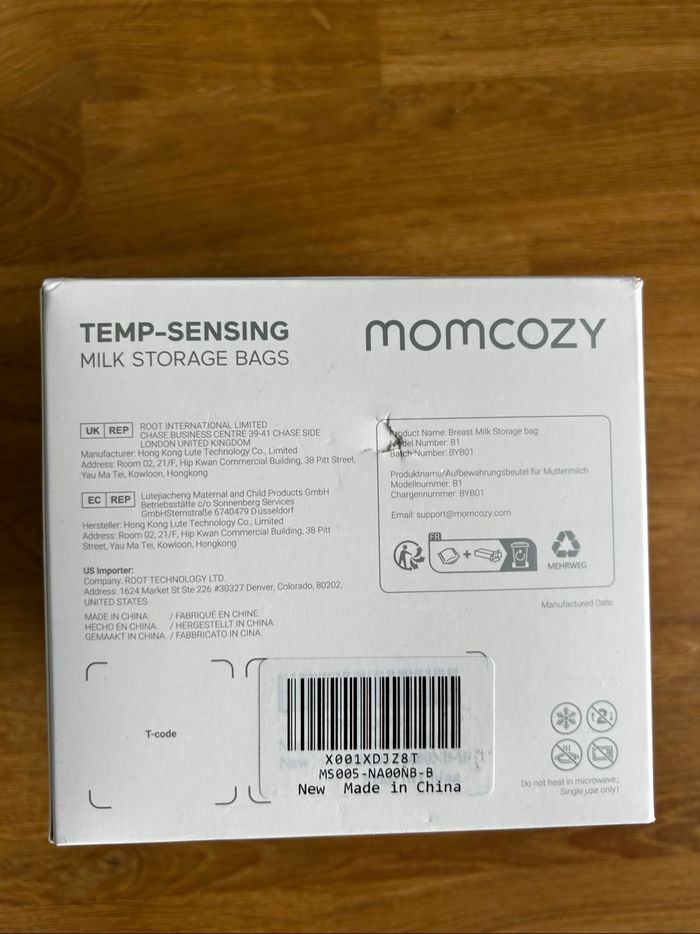 TEMP-SENSING
MILK STORAGE BAGS
momcozy
UK REP
ROOT INTERNATIONAL LIMITED
CHASE BUSINESS CENTRE 39-41 CHASE SIDE
LONDON UNITED KINGDOM
Manufacturer: Hong Kong Lute Technology Co., Limited
Address: Room 02, 21/F, Hip Kwan Commercial Building, 38 Pitt Street,
Yau Ma Tei, Kowloon, Hongkong
EC REP
Lutejiacheng Maternal and Child Products GmbH
Betriebsstätte c/o Sonnenberg Services
GmbHSternstraße 6740479 Düsseldorf
Hersteller: Hong Kong Lute Technology Co., Limited
Address: Room 02, 21/F, Hip Kwan Commercial Building, 38 Pitt
Street, Yau Ma Tei, Kowloon, Hongkong
US Importer:
Company: ROOT TECHNOLOGY LTD
Address: 1624 Market St Ste 226 #30327 Denver, Colorado, 80202,
UNITED STATES
MADE IN CHINA / FABRIQUÉ EN CHINE
HECHO EN CHINA / HERGESTELLT IN CHINA
GEMAAKT IN CHINA / FABBRICATO IN CINA
Product Name: Breast Milk Storage bag
Model Number: B1
Batch Number: BYB01
Produktname: Aufbewahrungsbeutel für Muttermilch
Modellnummer: B1
Chargennummer: BYB01
Email: support@momcozy.com
FR
MEHRWEG
Manufactured Date:
T-code
X001XDJZ8T
MS005-NA00NB-B
New Made in China
2
Do not heat in microwave;
Single use only!